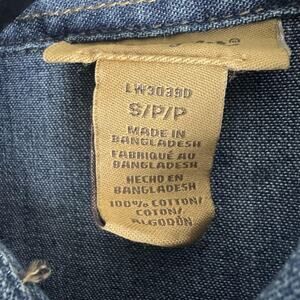 LW3039D
S/P/P
MADE IN
BANGLADESH
FABRIQUÉ AU
BANGLADESH
HECHO EN
BANGLADESH
100% COTTON/
COTON/
ALGODÓN